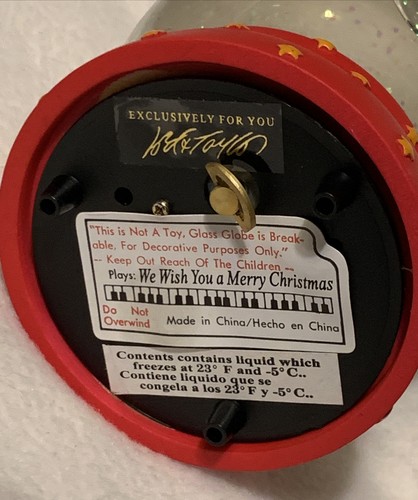 EXCLUSIVELY FOR YOU
Lord & Taylor
"This is Not A Toy, Glass Globe is Break-
able. For Decorative Purposes Only."
-- Keep Out Reach Of The Children --
Plays: We Wish You a Merry Christmas
Do Not
Overwind
Made in China/Hecho en China
Contents contains liquid which
freezes at 23° F and -5° C..
Contiene liquido que se
congela a los 23° F y -5° C..